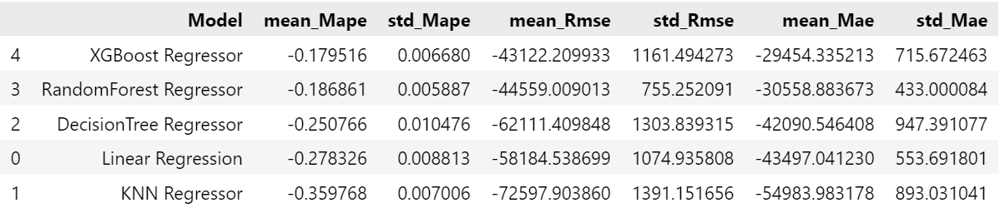 Model mean_Mape std_Mape mean_Rmse std_Rmse mean_Mae std_Mae
4 XGBoost Regressor -0.179516 0.006680 -43122.209933 1161.494273 -29454.335213 715.672463
3 RandomForest Regressor -0.186861 0.005887 -44559.009013 755.252091 -30558.883673 433.000084
2 DecisionTree Regressor -0.250766 0.010476 -62111.409848 1303.839315 -42090.546408 947.391077
0 Linear Regression -0.278326 0.008813 -58184.538699 1074.935808 -43497.041230 553.691801
1 KNN Regressor -0.359768 0.007006 -72597.903860 1391.151656 -54983.983178 893.031041